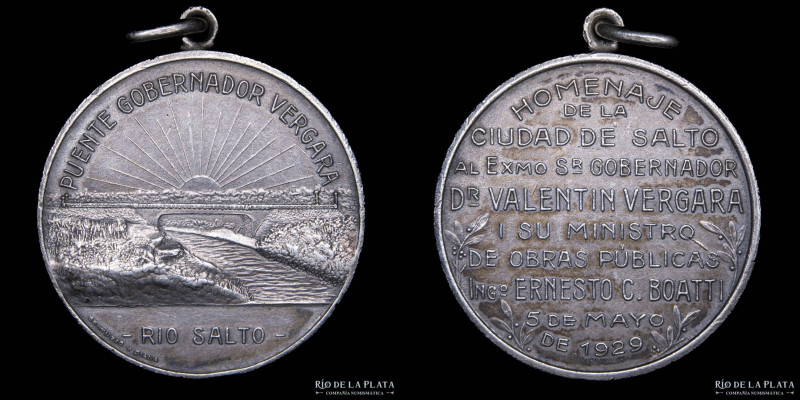 PUENTE GOBERNADOR VERGARA
- RIO SALTO -
HOMENAJE
DE LA
CIUDAD DE SALTO
AL EXMO SR GOBERNADOR
DR VALENTIN VERGARA
I SU MINISTRO
DE OBRAS PÚBLICAS
INGO ERNESTO C. BOATTI
5 DE MAYO
DE 1929
RÍO DE LA PLATA
COMPAÑÍA NUMISMÁTICA
RÍO DE LA PLATA
COMPAÑÍA NUMISMÁTICA